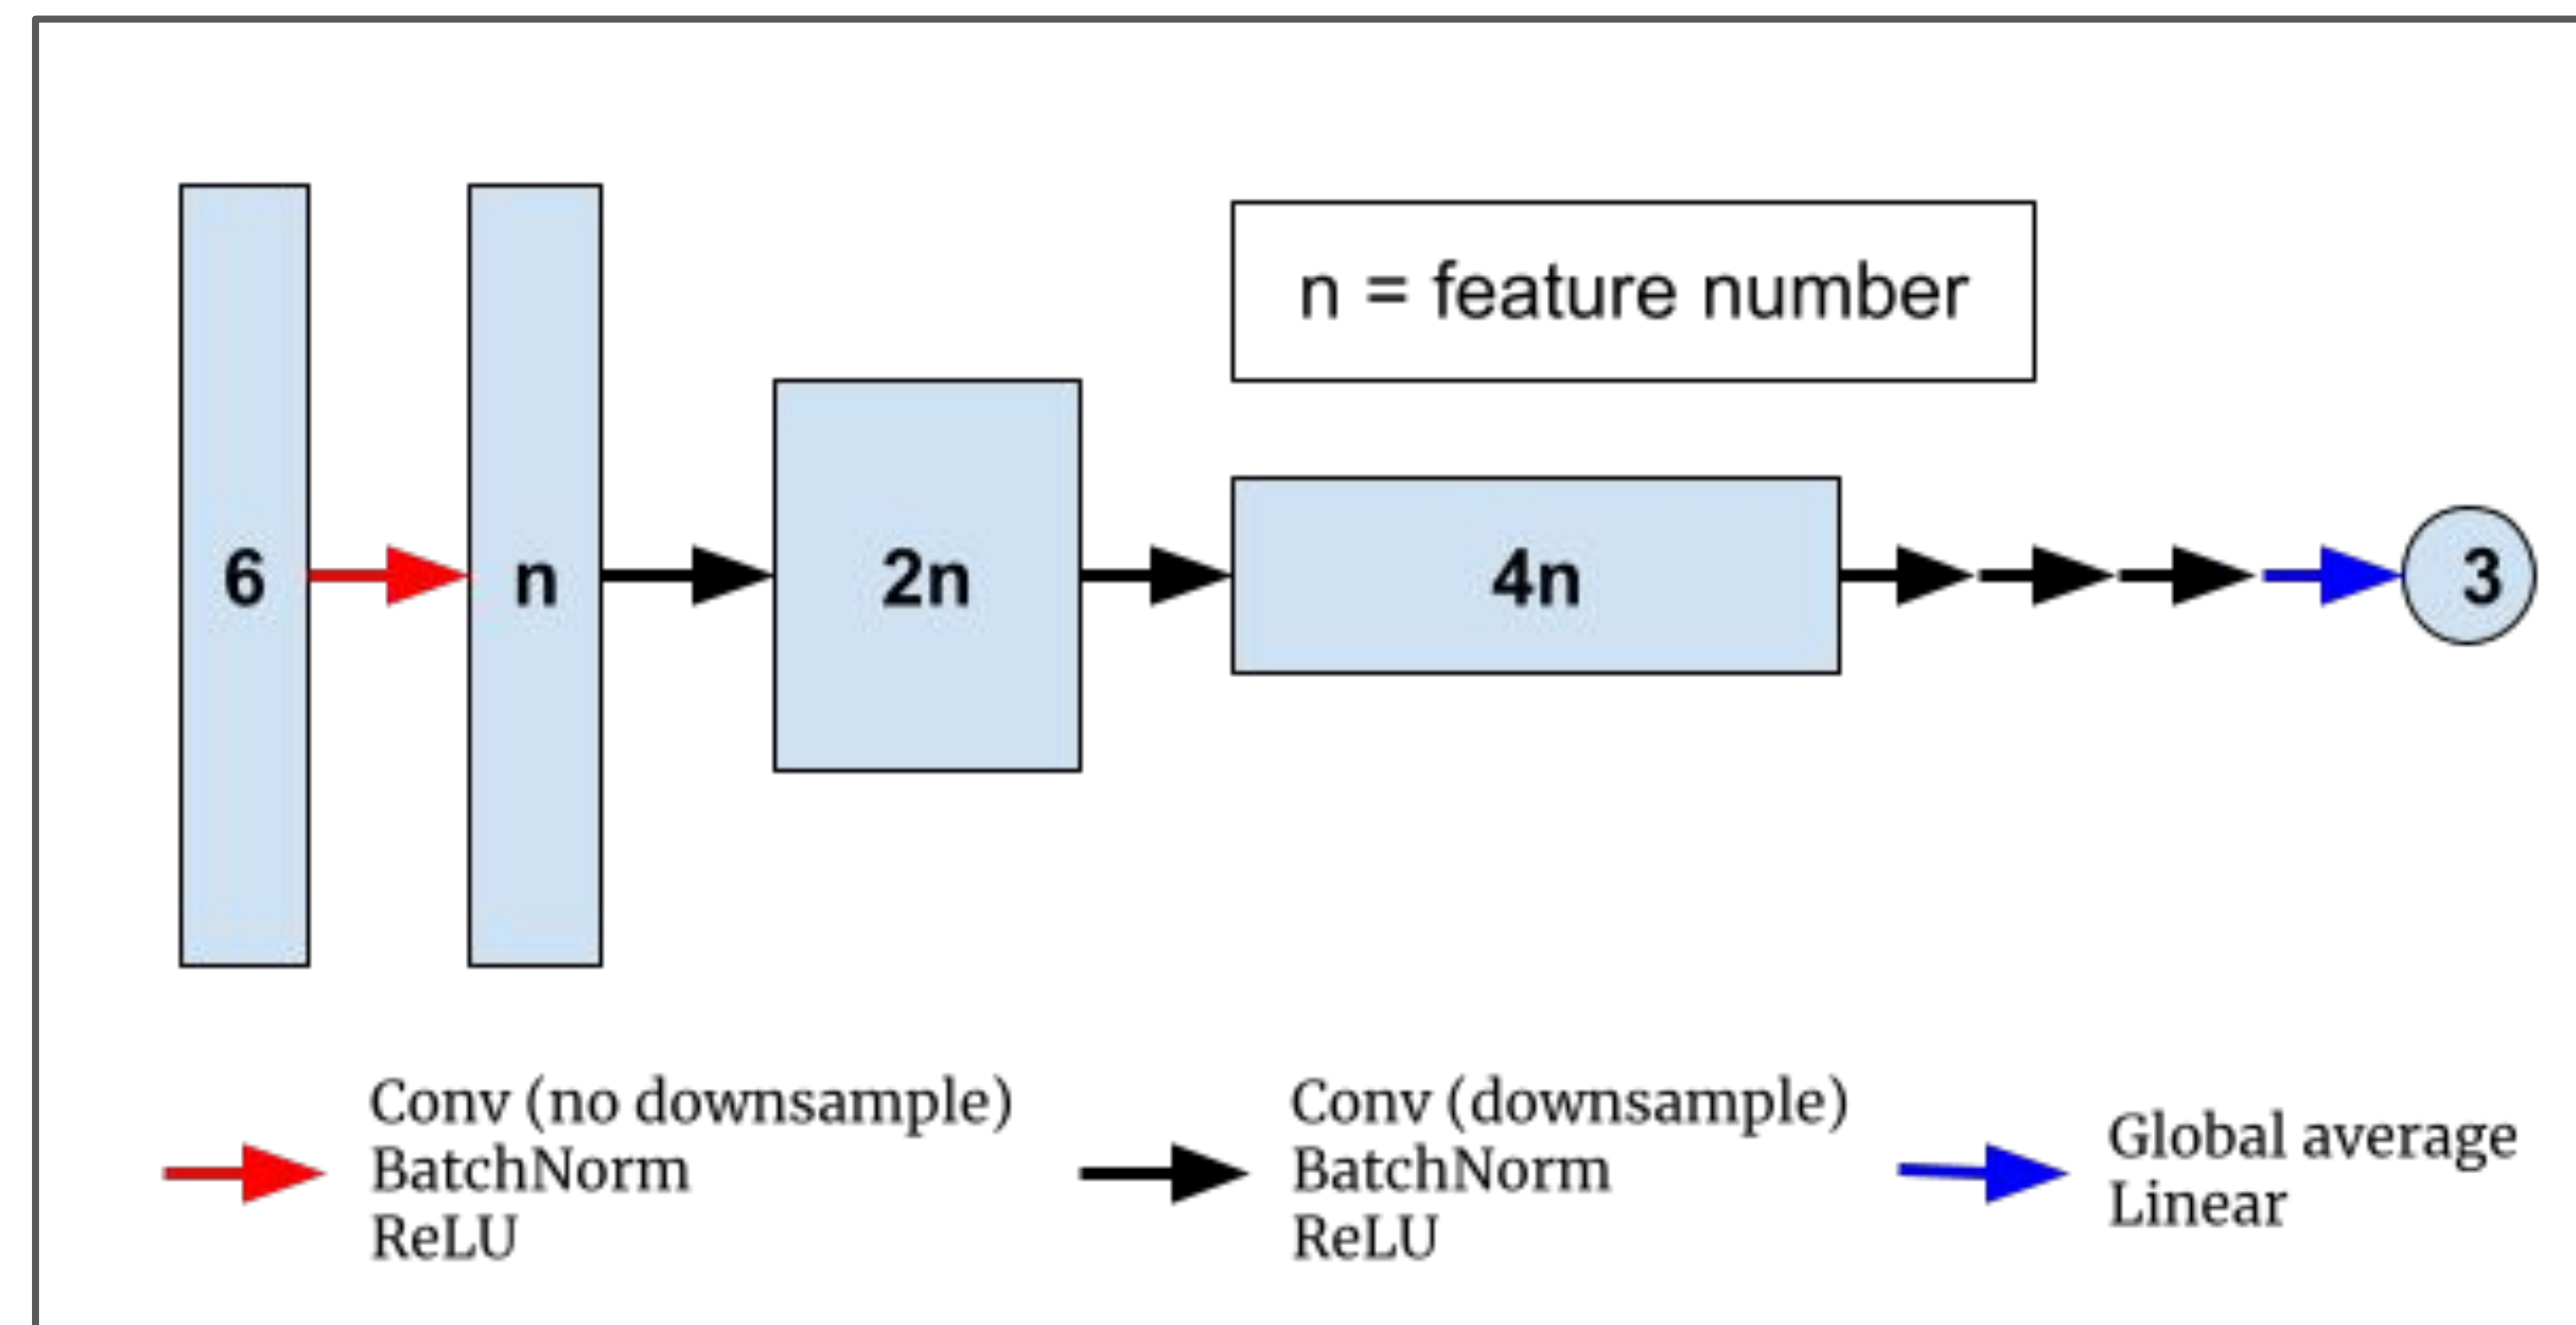 n = feature number
6
n
2n
4n
3
Conv (no downsample)
BatchNorm
ReLU
Conv (downsample)
BatchNorm
ReLU
Global average
Linear